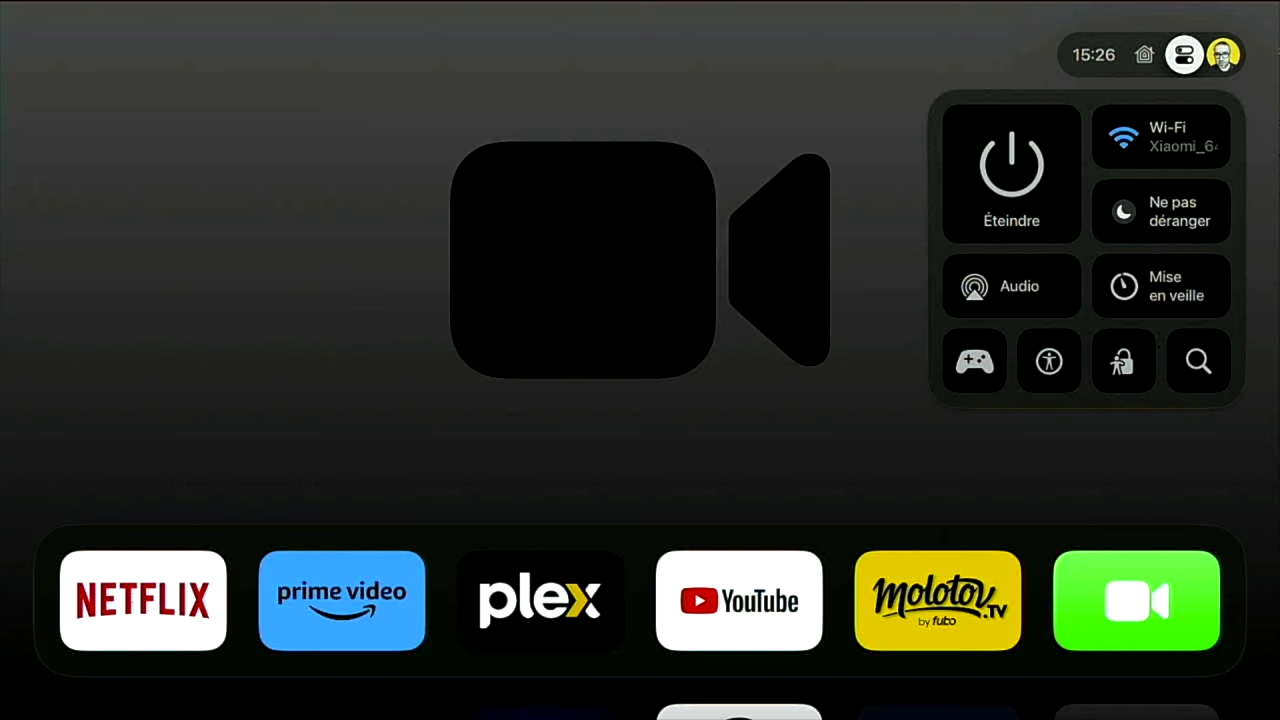 15:26
Éteindre
Wi-Fi
Xiaomi_64
Ne pas
déranger
Audio
Mise
en veille
NETFLIX
prime video
plex
YouTube
molotov.TV
by fubo